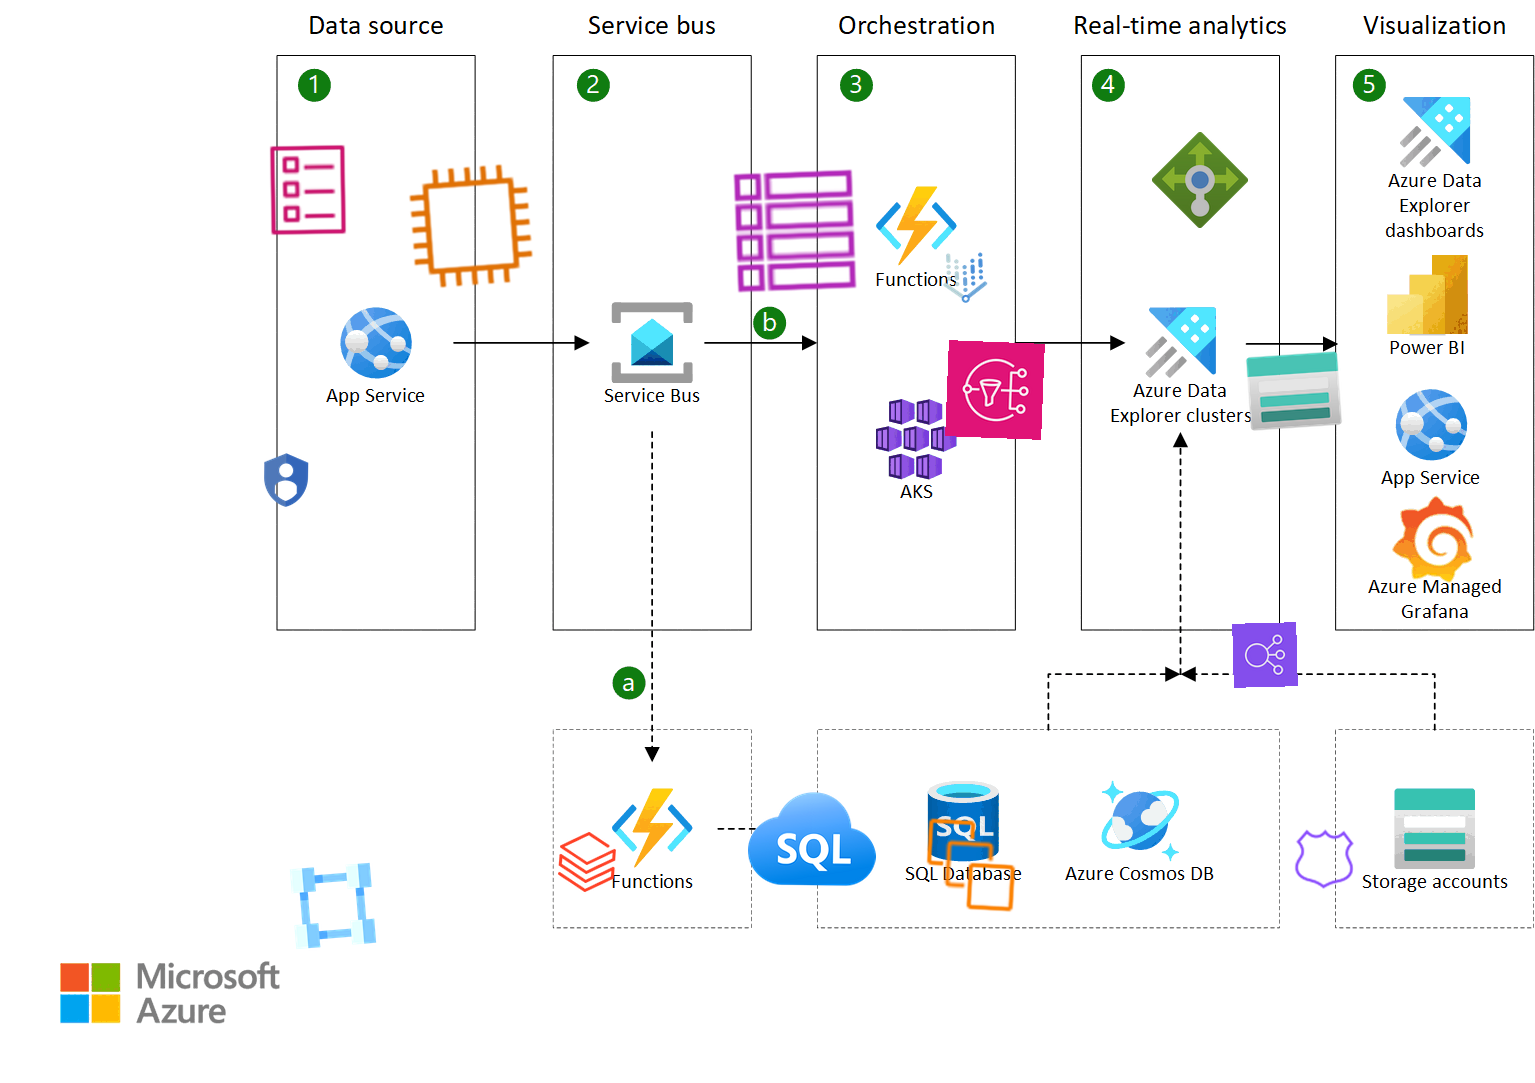 Data source
Service bus
Orchestration
Real-time analytics
Visualization
1
2
3
4
5
Azure Data
Explorer
dashboards
Functions
b
Power BI
App Service
Service Bus
Azure Data
Explorer clusters
App Service
AKS
Azure Managed
Grafana
a
SQL
SQL
Functions
SQL Database
Azure Cosmos DB
Storage accounts
Microsoft
Azure